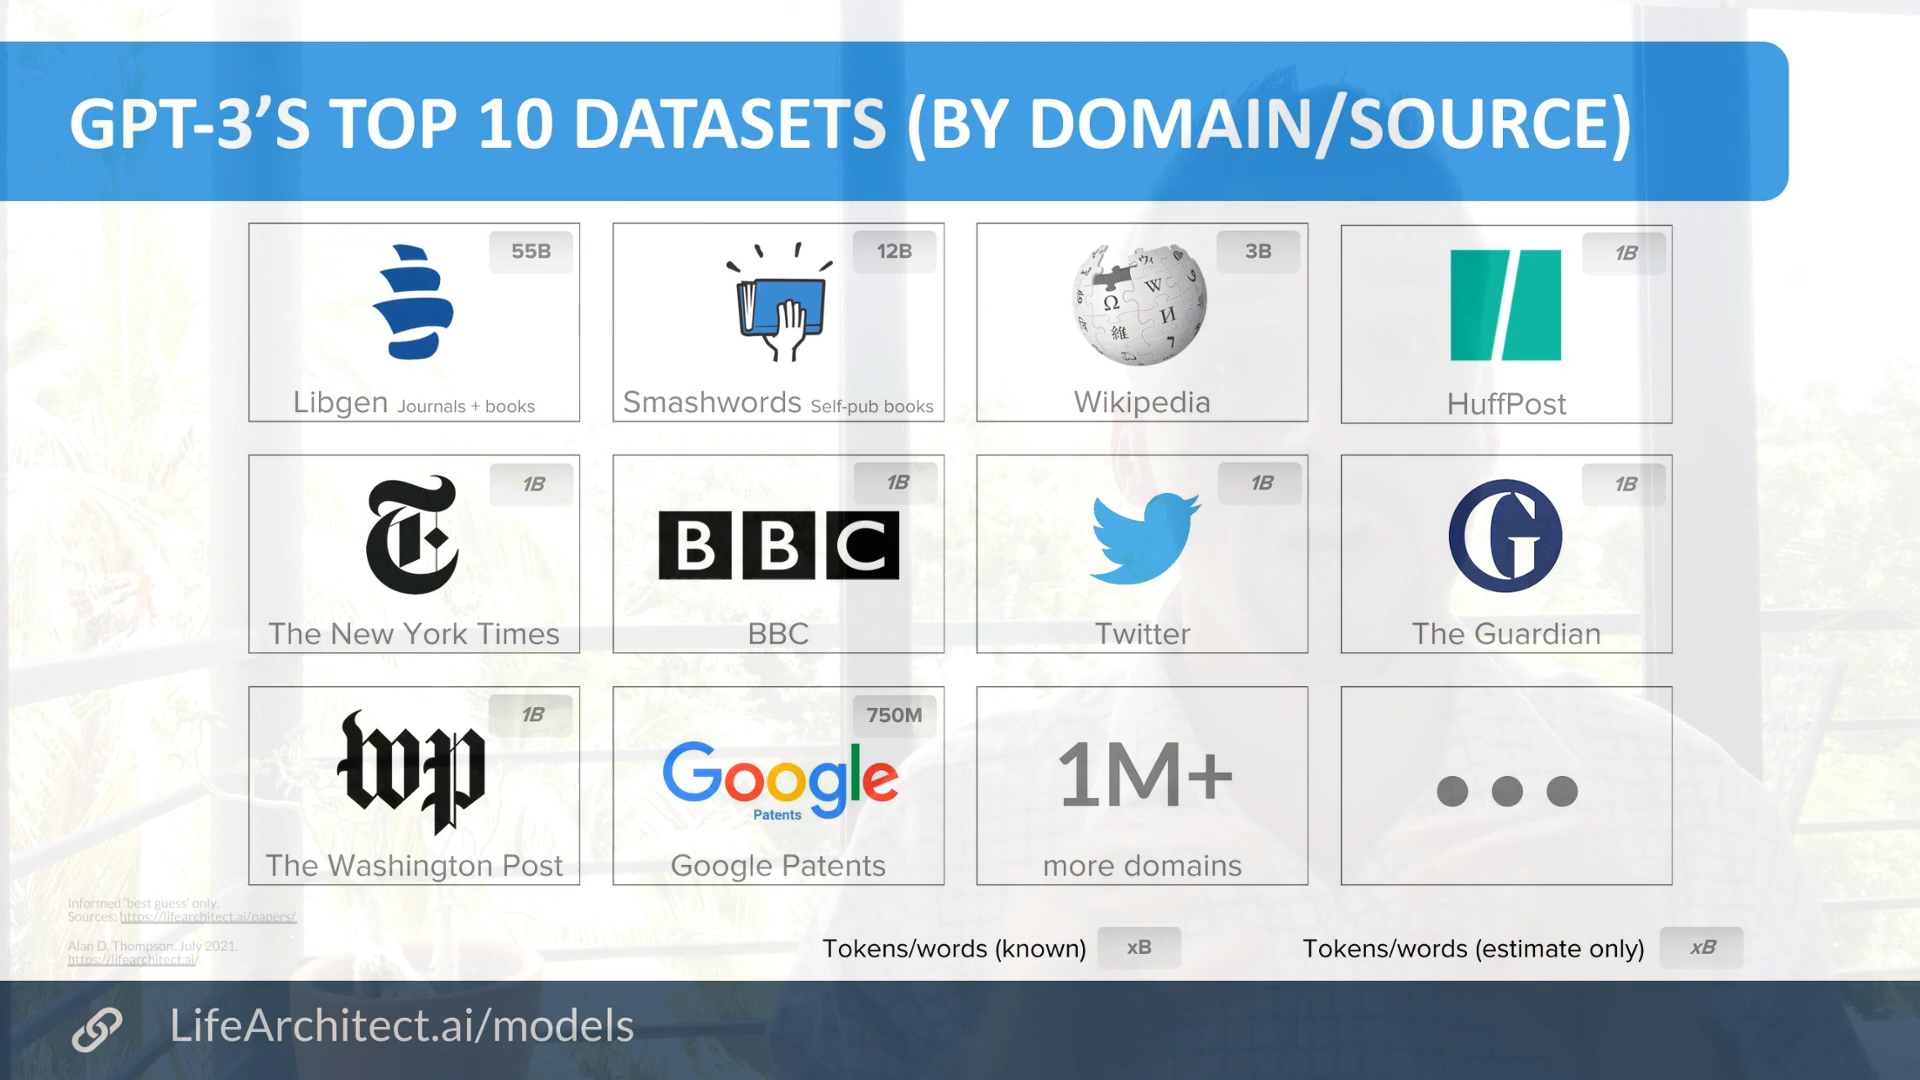 GPT-3’S TOP 10 DATASETS (BY DOMAIN/SOURCE)
55B
Libgen Journals + books
12B
Smashwords Self-pub books
3B
Ω W И 維 7
Wikipedia
1B
HuffPost
1B
T
The New York Times
1B
BBC
BBC
1B
Twitter
1B
G
The Guardian
1B
wp
The Washington Post
750M
Google
Patents
Google Patents
1M+
more domains
Informed ‘best guess’ only.
Sources: https://lifearchitect.ai/papers/
Alan D. Thompson. July 2021.
https://lifearchitect.ai/
Tokens/words (known) xB
Tokens/words (estimate only) xB
LifeArchitect.ai/models